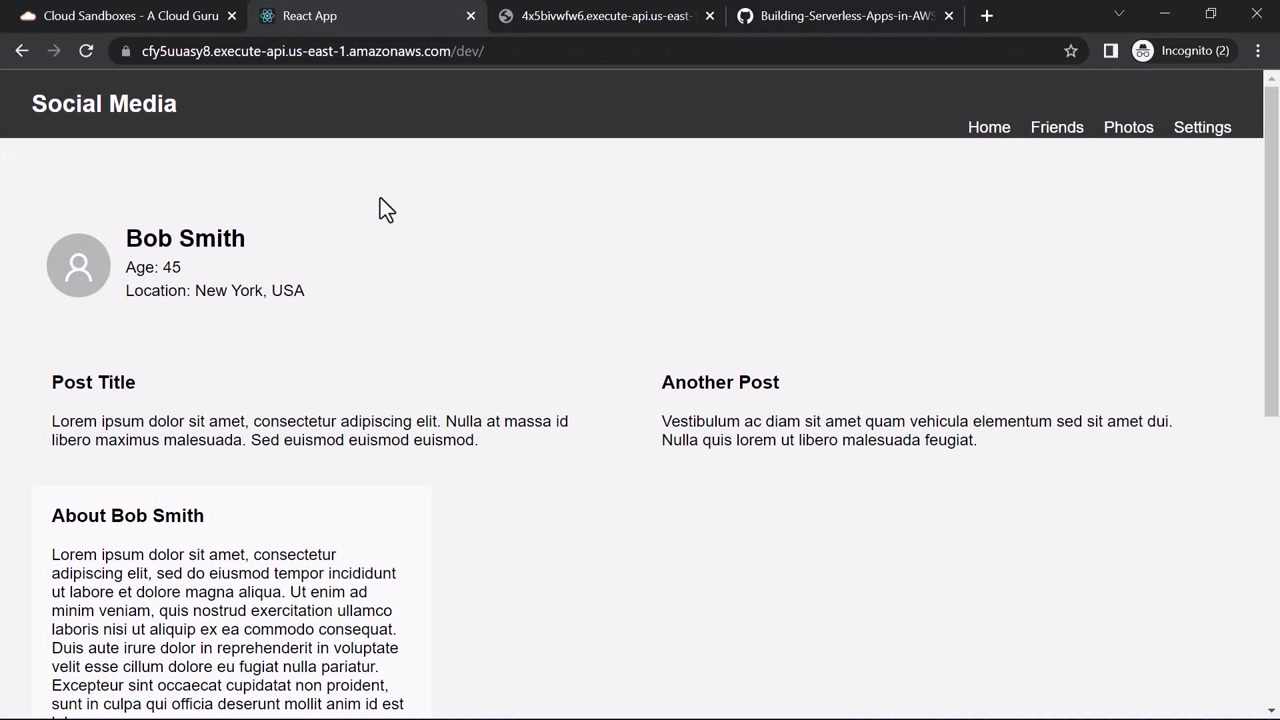 Cloud Sandboxes - A Cloud Guru
React App
4x5bivwfw6.execute-api.us-east-
Building-Serverless-Apps-in-AWS
cfy5uuasy8.execute-api.us-east-1.amazonaws.com/dev/
Incognito (2)
Social Media
Home Friends Photos Settings
Bob Smith
Age: 45
Location: New York, USA
Post Title
Lorem ipsum dolor sit amet, consectetur adipiscing elit. Nulla at massa id
libero maximus malesuada. Sed euismod euismod euismod.
Another Post
Vestibulum ac diam sit amet quam vehicula elementum sed sit amet dui.
Nulla quis lorem ut libero malesuada feugiat.
About Bob Smith
Lorem ipsum dolor sit amet, consectetur
adipiscing elit, sed do eiusmod tempor incididunt
ut labore et dolore magna aliqua. Ut enim ad
minim veniam, quis nostrud exercitation ullamco
laboris nisi ut aliquip ex ea commodo consequat.
Duis aute irure dolor in reprehenderit in voluptate
velit esse cillum dolore eu fugiat nulla pariatur.
Excepteur sint occaecat cupidatat non proident,
sunt in culpa qui officia deserunt mollit anim id est